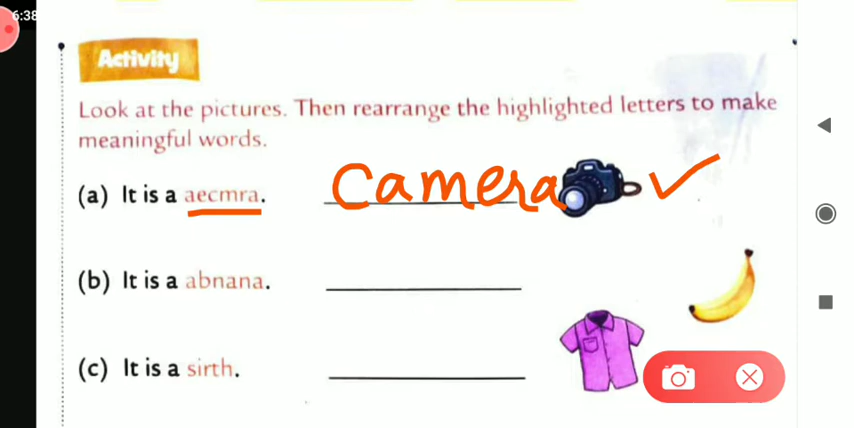 6:38
Activity
Look at the pictures. Then rearrange the highlighted letters to make
meaningful words.
(a) It is a aecmra. Camera
(b) It is a abnana.
(c) It is a sirth.